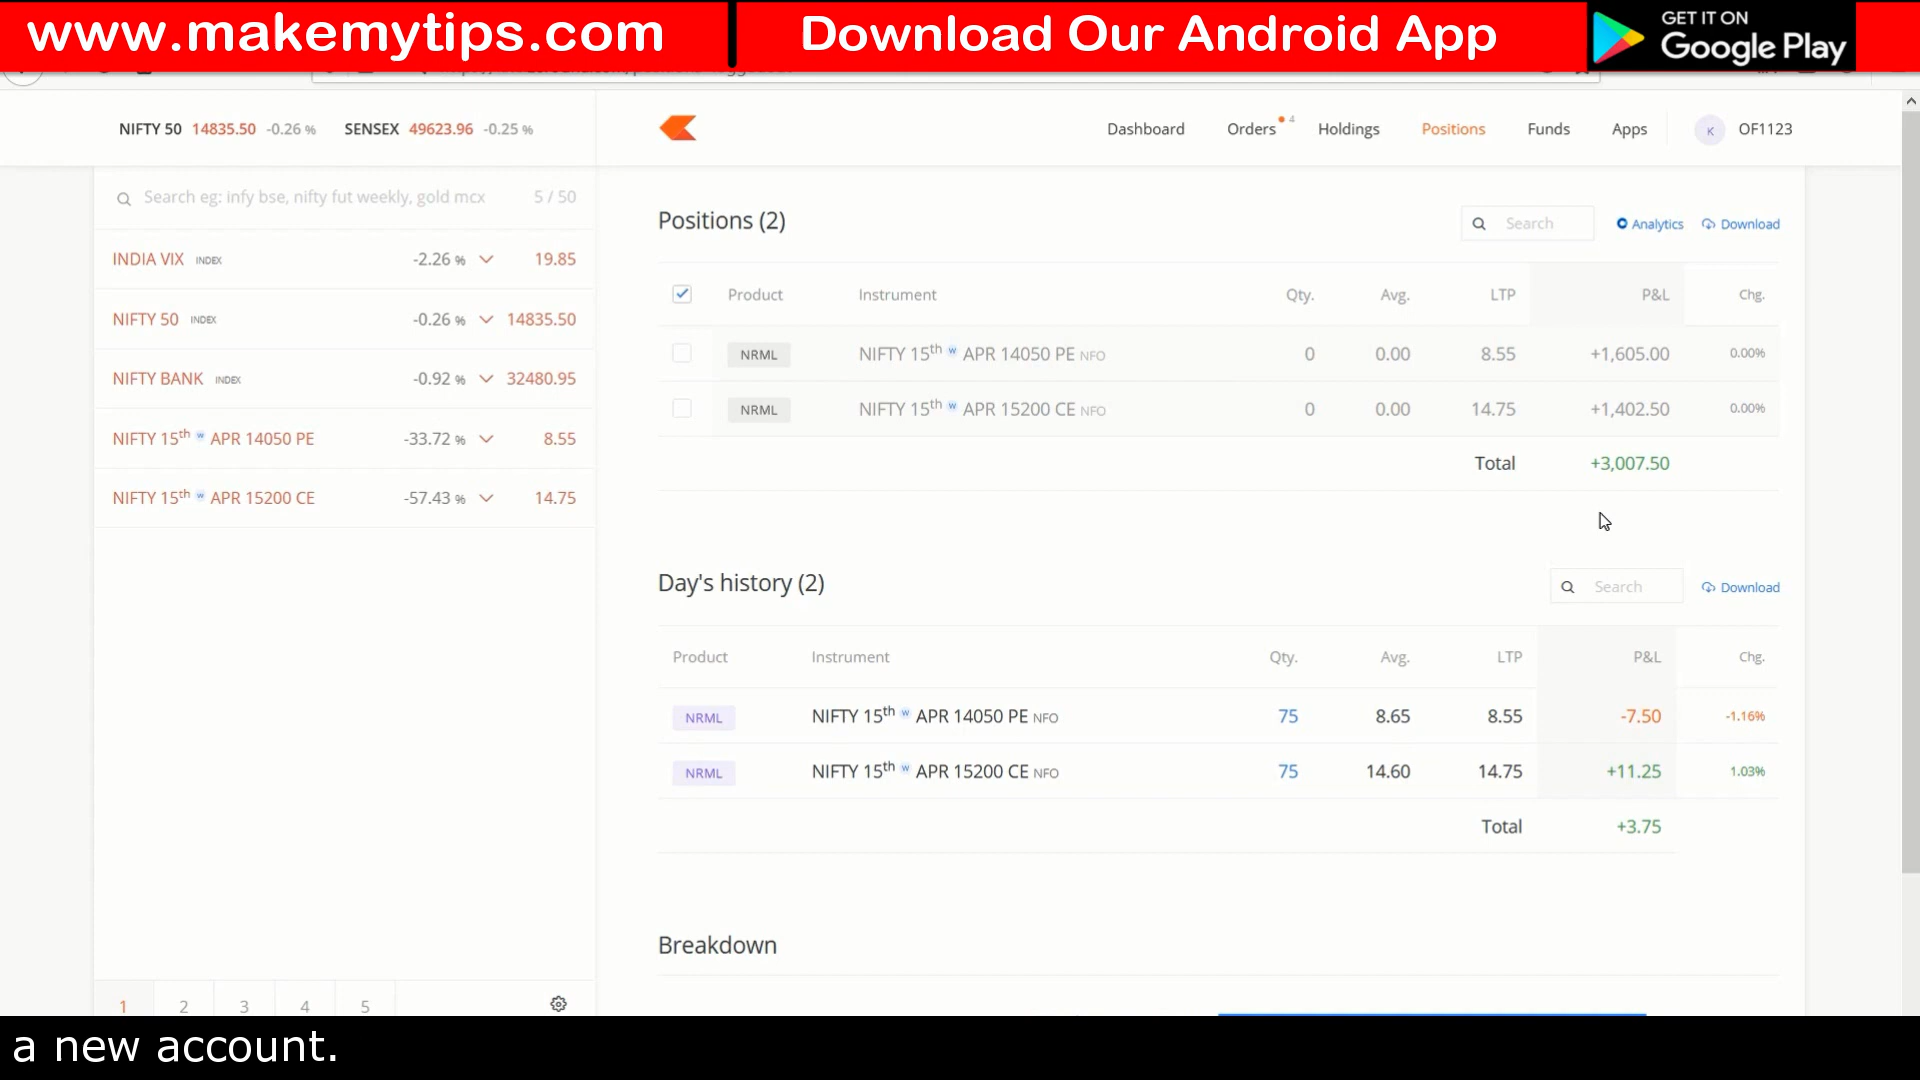 www.makemytips.com Download Our Android App GET IT ON
Google Play
NIFTY 50 14835.50 -0.26 % SENSEX 49623.96 -0.25 %
Dashboard Orders 4 Holdings Positions Funds Apps K OF1123
Search eg: infy bse, nifty fut weekly, gold mcx 5 / 50
INDIA VIX INDEX -2.26 % 19.85
NIFTY 50 INDEX -0.26 % 14835.50
NIFTY BANK INDEX -0.92 % 32480.95
NIFTY 15th w APR 14050 PE -33.72 % 8.55
NIFTY 15th w APR 15200 CE -57.43 % 14.75
1 2 3 4 5
Positions (2) Search Analytics Download
Product Instrument Qty. Avg. LTP P&L Chg.
NRML NIFTY 15th w APR 14050 PE NFO 0 0.00 8.55 +1,605.00 0.00%
NRML NIFTY 15th w APR 15200 CE NFO 0 0.00 14.75 +1,402.50 0.00%
Total +3,007.50
Day's history (2) Search Download
Product Instrument Qty. Avg. LTP P&L Chg.
NRML NIFTY 15th w APR 14050 PE NFO 75 8.65 8.55 -7.50 -1.16%
NRML NIFTY 15th w APR 15200 CE NFO 75 14.60 14.75 +11.25 1.03%
Total +3.75
Breakdown
a new account.